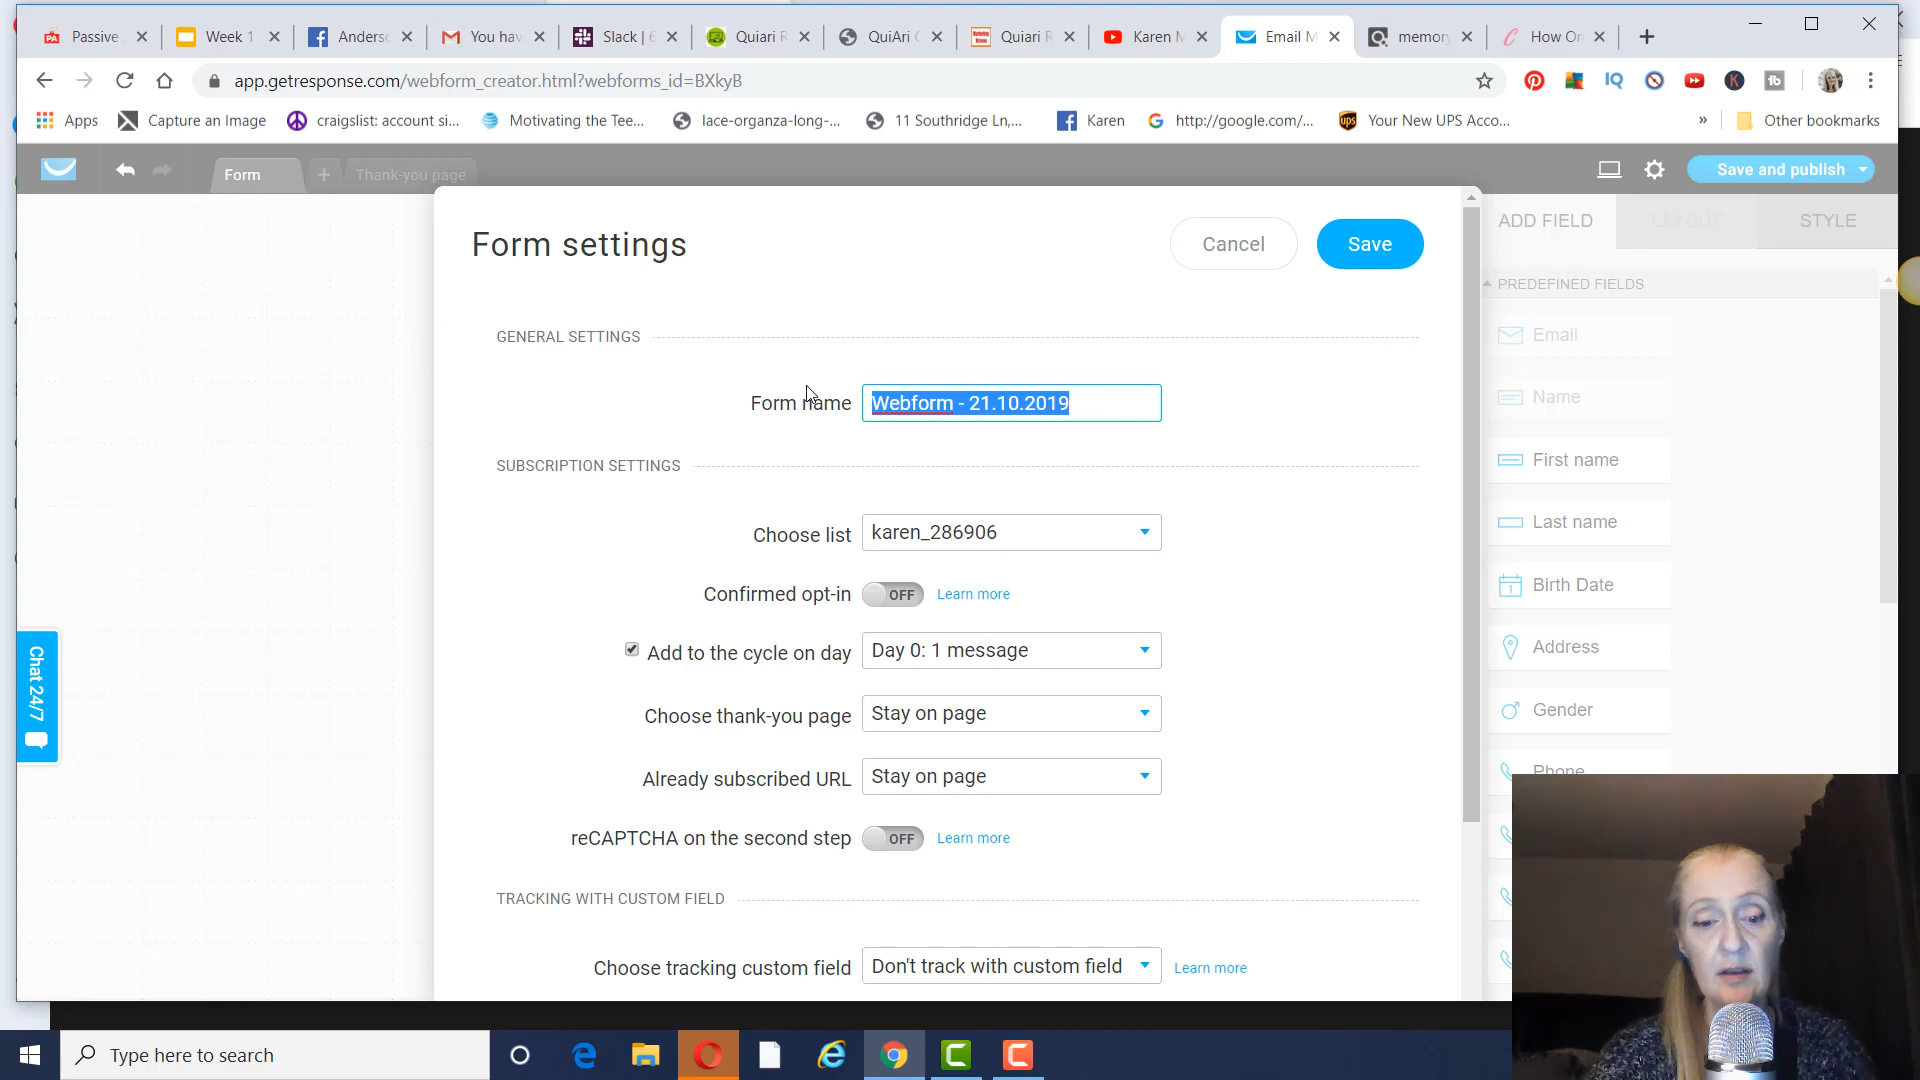 Passive
Week 1
Anders
You hav
Slack | 6
Quiari R
QuiAri C
Quiari R
Karen M
Email M
memory
How On
app.getresponse.com/webform_creator.html?webforms_id=BXkyB
Apps
Capture an Image
craigslist: account si...
Motivating the Tee...
lace-organza-long-...
11 Southridge Ln,...
Karen
http://google.com/...
Your New UPS Acco...
»
Other bookmarks
Form
+
Thank-you page
Save and publish
Form settings
Cancel
Save
ADD FIELD
LAYOUT
STYLE
PREDEFINED FIELDS
GENERAL SETTINGS
Form name
Webform - 21.10.2019
SUBSCRIPTION SETTINGS
Choose list
karen_286906
Confirmed opt-in
OFF
Learn more
Add to the cycle on day
Day 0: 1 message
Choose thank-you page
Stay on page
Already subscribed URL
Stay on page
reCAPTCHA on the second step
OFF
Learn more
TRACKING WITH CUSTOM FIELD
Choose tracking custom field
Don't track with custom field
Learn more
Email
Name
First name
Last name
Birth Date
Address
Gender
Phone
Chat 24/7
Type here to search